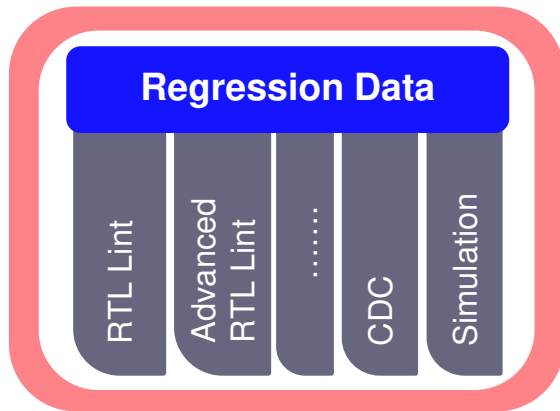 Regression Data
RTL Lint
Advanced
RTL Lint
.......
CDC
Simulation